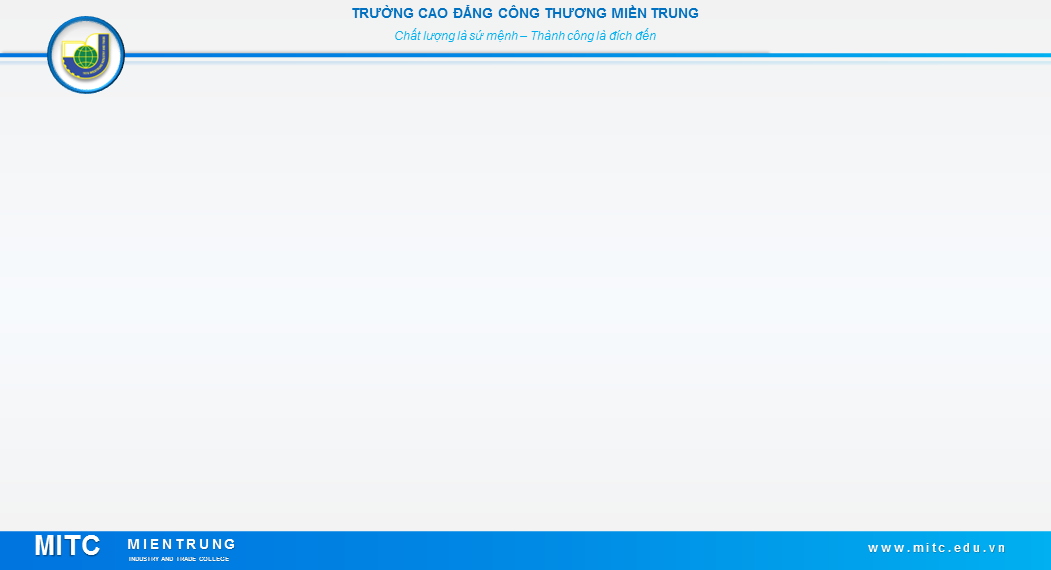 TRƯỜNG CAO ĐẲNG CÔNG THƯƠNG MIỀN TRUNG
Chất lượng là sứ mệnh – Thành công là đích đến
MITC
MIENTRUNG
INDUSTRY AND TRADE COLLEGE
www.mitc.edu.vn